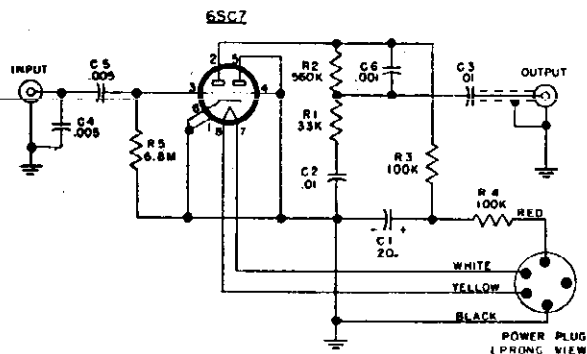 6SC7
INPUT
C5
.005
C4
.005
R5
6.8M
2
5
3
4
6
1
8
7
R2
560K
C6
.001
R1
33K
C2
.01
C3
.01
OUTPUT
R3
100K
R4
100K
RED
- +
C1
20
WHITE
YELLOW
BLACK
POWER PLUG
(PRONG VIEW